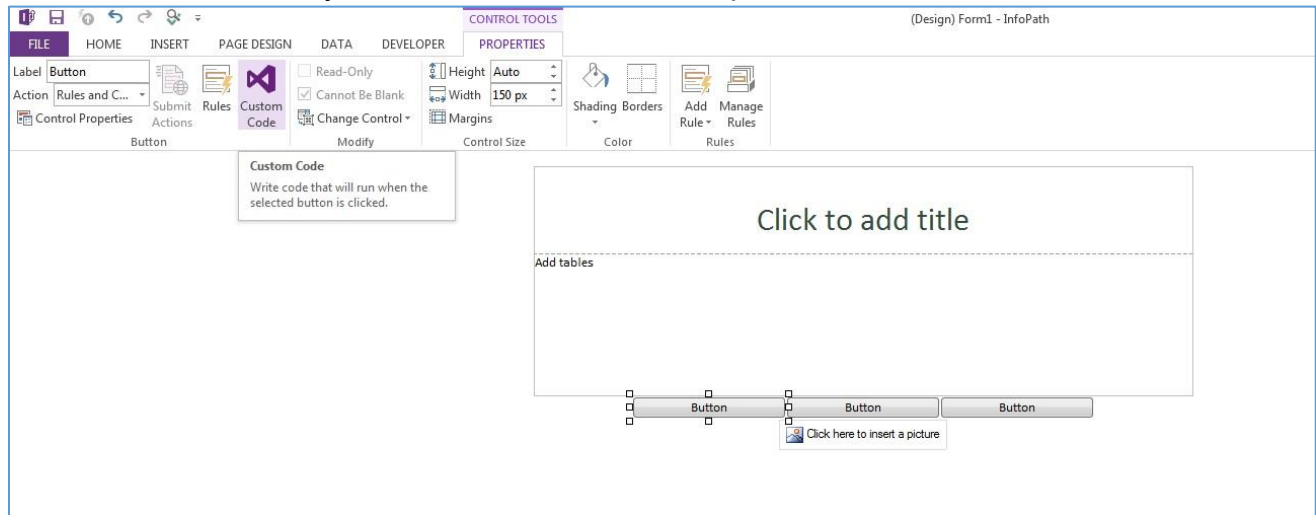 CONTROL TOOLS
(Design) Form1 - InfoPath
FILE HOME INSERT PAGE DESIGN DATA DEVELOPER PROPERTIES
Label Button
Action Rules and C...
Control Properties
Submit Actions
Rules
Custom Code
Button
Read-Only
Cannot Be Blank
Change Control
Modify
Height Auto
Width 150 px
Margins
Control Size
Shading Borders
Color
Add Rule
Manage Rules
Rules
Custom Code
Write code that will run when the
selected button is clicked.
Click to add title
Add tables
Button Button Button
Click here to insert a picture